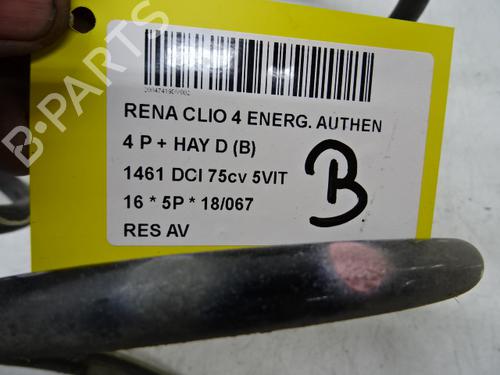 B-PARTS
RENA CLIO 4 ENERG. AUTHEN
4 P + HAY D (B)
1461 DCI 75cv 5VIT
16 * 5P * 18/067
RES AV
B